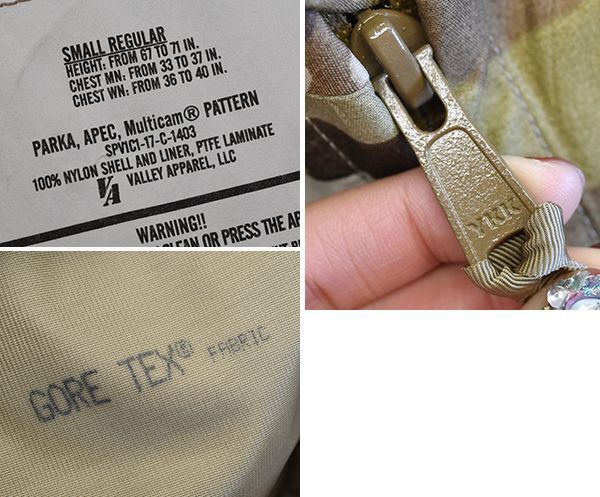 SMALL REGULAR
HEIGHT: FROM 67 TO 71 IN.
CHEST MN: FROM 33 TO 37 IN.
CHEST WN: FROM 36 TO 40 IN.
PARKA, APEC, Multicam® PATTERN
SPM1C1-17-C-1403
100% NYLON SHELL AND LINER, PTFE LAMINATE
VA VALLEY APPAREL, LLC
WARNING!!
CLEAN OR PRESS THE
YKK
GORE TEX® FABRIC